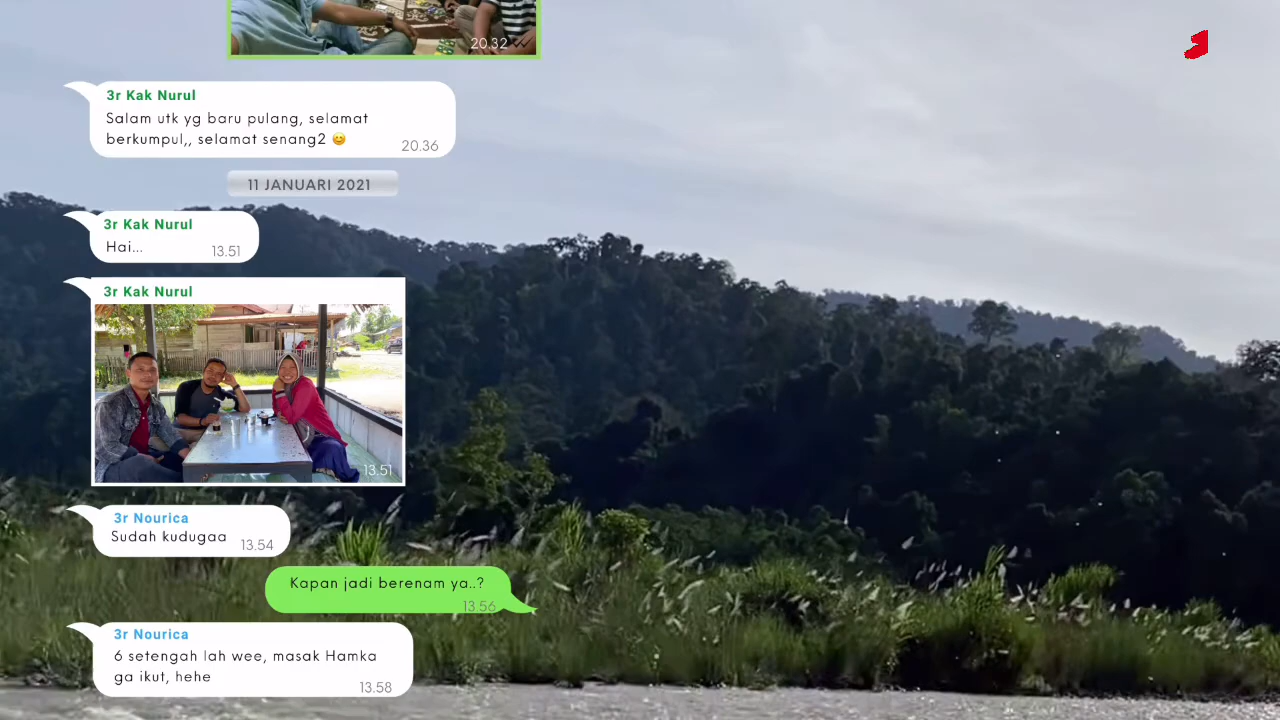 20.32
3r Kak Nurul
Salam utk yg baru pulang, selamat
berkumpul,, selamat senang2 😊
20.36
11 JANUARI 2021
3r Kak Nurul
Hai...
13.51
3r Kak Nurul
13.51
3r Nourica
Sudah kudugaa
13.54
Kapan jadi berenam ya..?
13.56
3r Nourica
6 setengah lah wee, masak Hamka
ga ikut, hehe
13.58